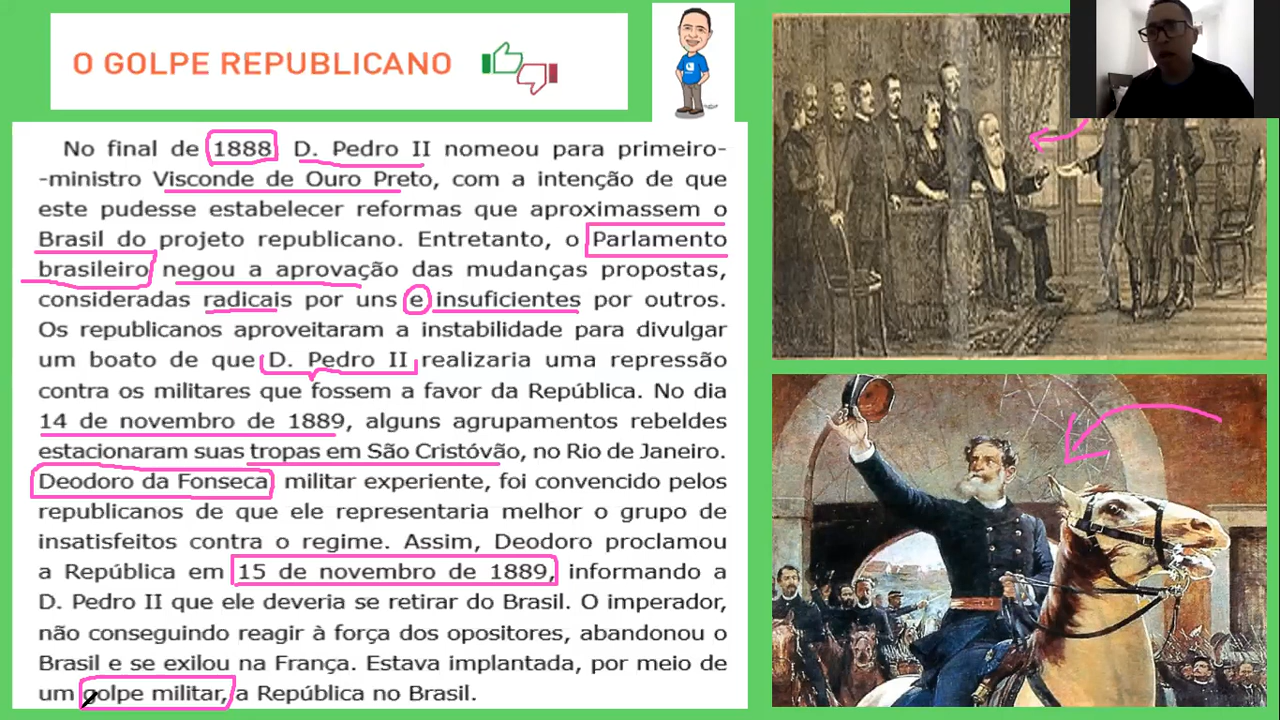 O GOLPE REPUBLICANO
No final de 1888 D. Pedro II nomeou para primeiro-
-ministro Visconde de Ouro Preto, com a intenção de que
este pudesse estabelecer reformas que aproximassem o
Brasil do projeto republicano. Entretanto, o Parlamento
brasileiro negou a aprovação das mudanças propostas,
consideradas radicais por uns e insuficientes por outros.
Os republicanos aproveitaram a instabilidade para divulgar
um boato de que D. Pedro II realizaria uma repressão
contra os militares que fossem a favor da República. No dia
14 de novembro de 1889, alguns agrupamentos rebeldes
estacionaram suas tropas em São Cristóvão, no Rio de Janeiro.
Deodoro da Fonseca, militar experiente, foi convencido pelos
republicanos de que ele representaria melhor o grupo de
insatisfeitos contra o regime. Assim, Deodoro proclamou
a República em 15 de novembro de 1889, informando a
D. Pedro II que ele deveria se retirar do Brasil. O imperador,
não conseguindo reagir à força dos opositores, abandonou o
Brasil e se exilou na França. Estava implantada, por meio de
um golpe militar, a República no Brasil.